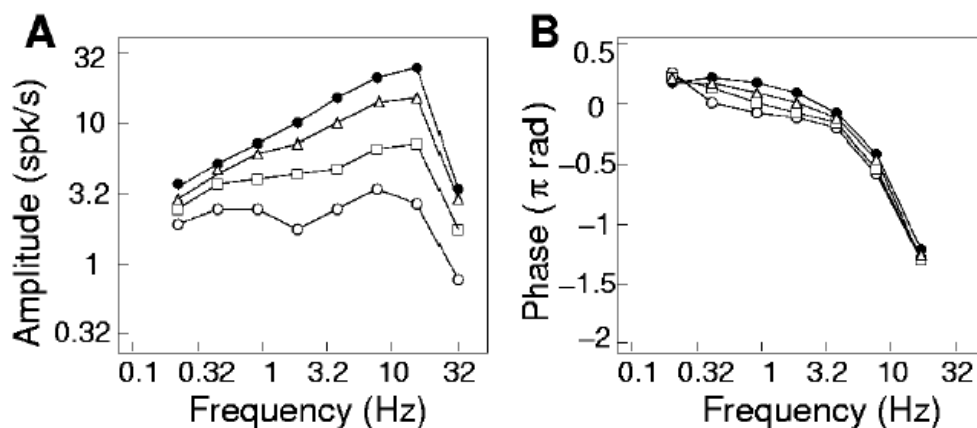 A
Amplitude (spk/s)
32
10
3.2
1
0.32
0.1 0.32 1 3.2 10 32
Frequency (Hz)
B
Phase ( π rad)
0.5
0
−0.5
−1
−1.5
−2
0.1 0.32 1 3.2 10 32
Frequency (Hz)